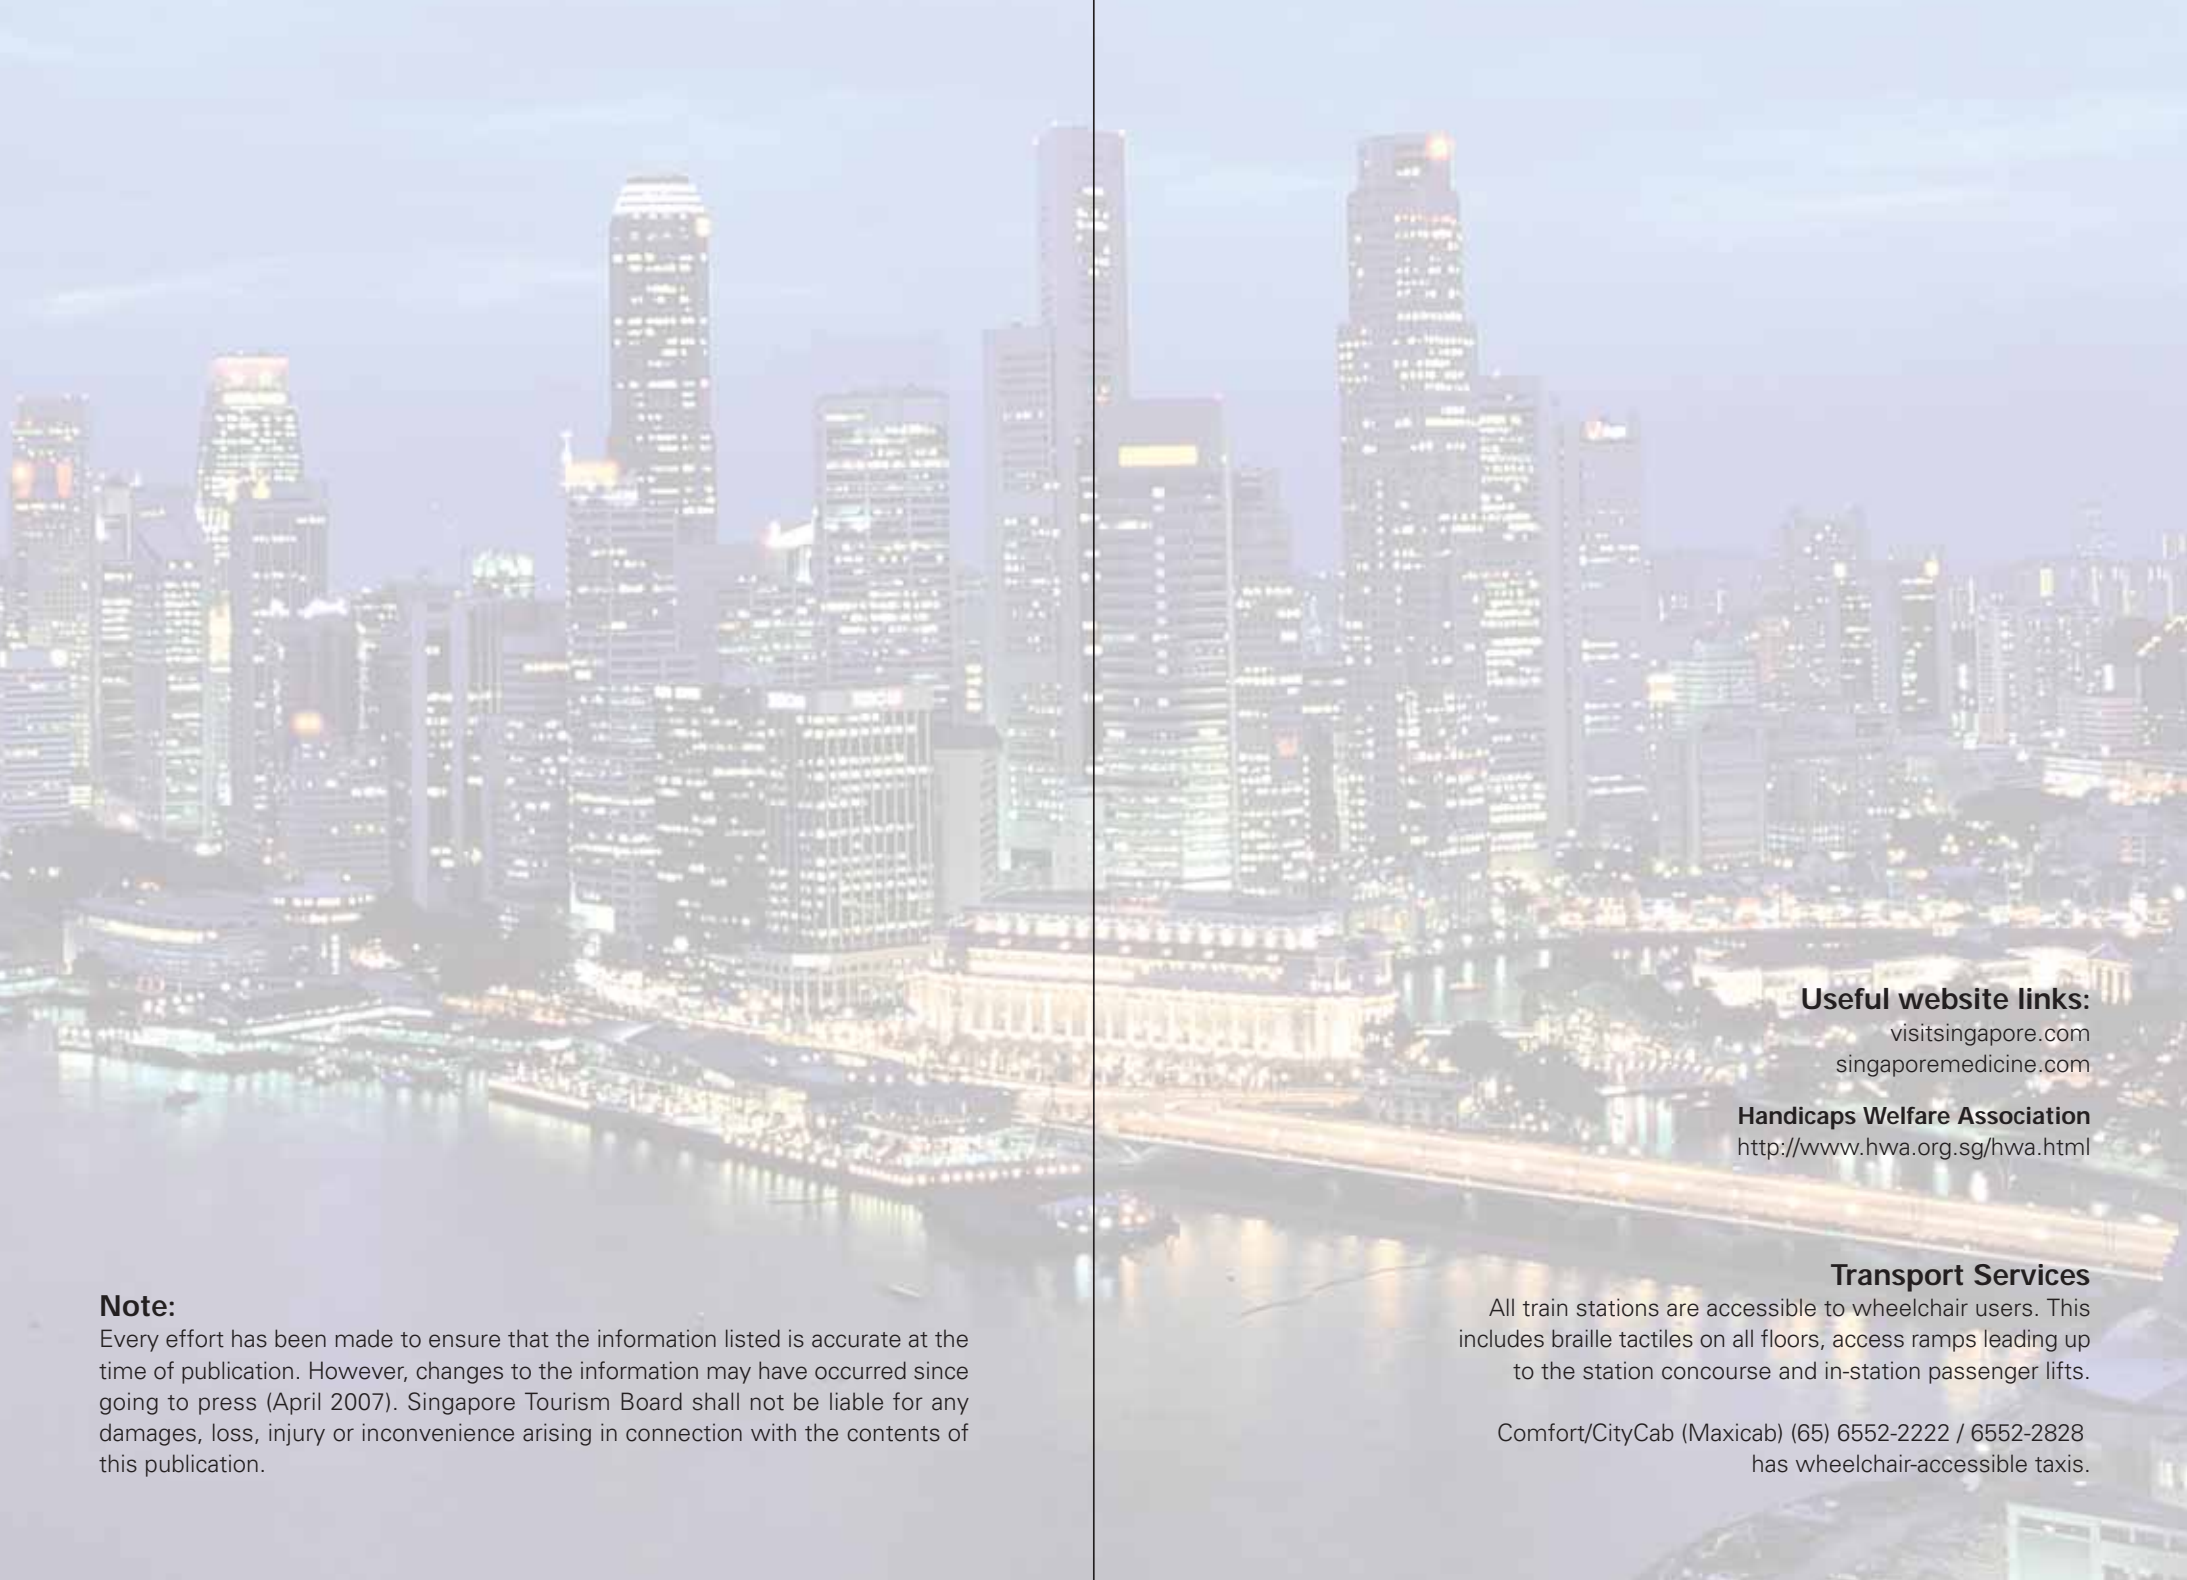 Note:
Every effort has been made to ensure that the information listed is accurate at the
time of publication. However, changes to the information may have occurred since
going to press (April 2007). Singapore Tourism Board shall not be liable for any
damages, loss, injury or inconvenience arising in connection with the contents of
this publication.
Useful website links:
visitsingapore.com
singaporemedicine.com
Handicaps Welfare Association
http://www.hwa.org.sg/hwa.html
Transport Services
All train stations are accessible to wheelchair users. This
includes braille tactiles on all floors, access ramps leading up
to the station concourse and in-station passenger lifts.
Comfort/CityCab (Maxicab) (65) 6552-2222 / 6552-2828
has wheelchair-accessible taxis.